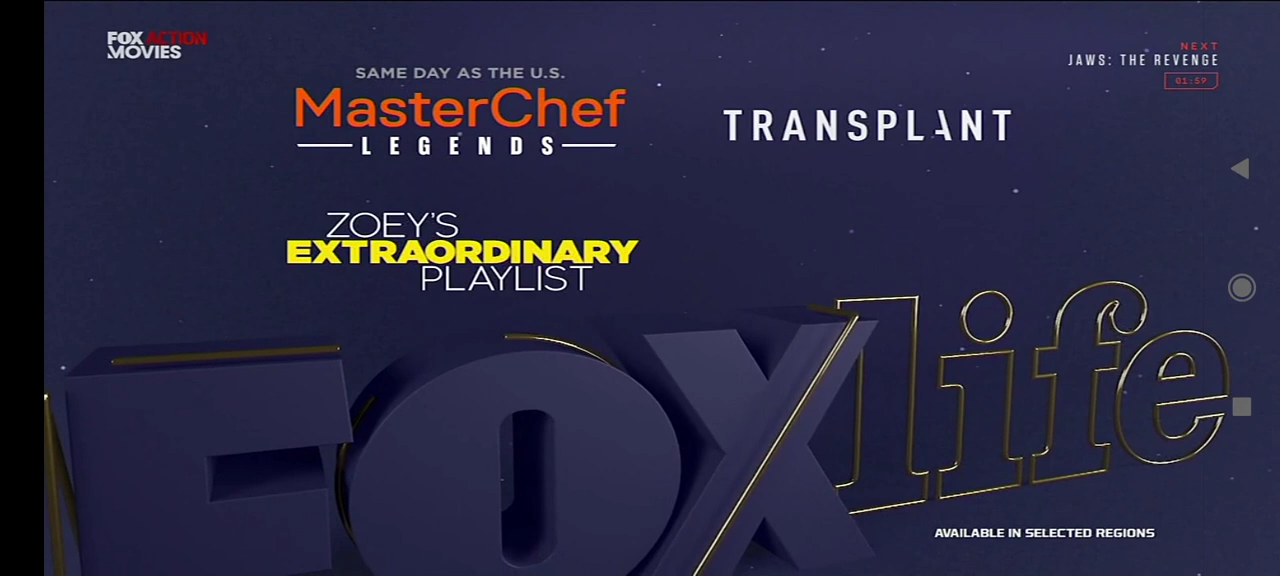 FOX ACTION
MOVIES
NEXT
JAWS: THE REVENGE
01:59
SAME DAY AS THE U.S.
MasterChef
LEGENDS
TRANSPLANT
ZOEY'S
EXTRAORDINARY
PLAYLIST
FOX life
AVAILABLE IN SELECTED REGIONS